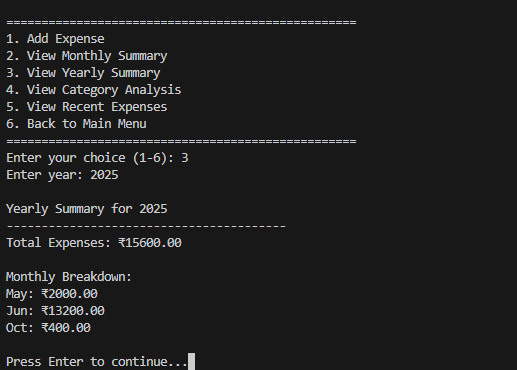 ==================================================
1. Add Expense
2. View Monthly Summary
3. View Yearly Summary
4. View Category Analysis
5. View Recent Expenses
6. Back to Main Menu
==================================================
Enter your choice (1-6): 3
Enter year: 2025
Yearly Summary for 2025
----------------------------------------
Total Expenses: ₹15600.00
Monthly Breakdown:
May: ₹2000.00
Jun: ₹13200.00
Oct: ₹400.00
Press Enter to continue...